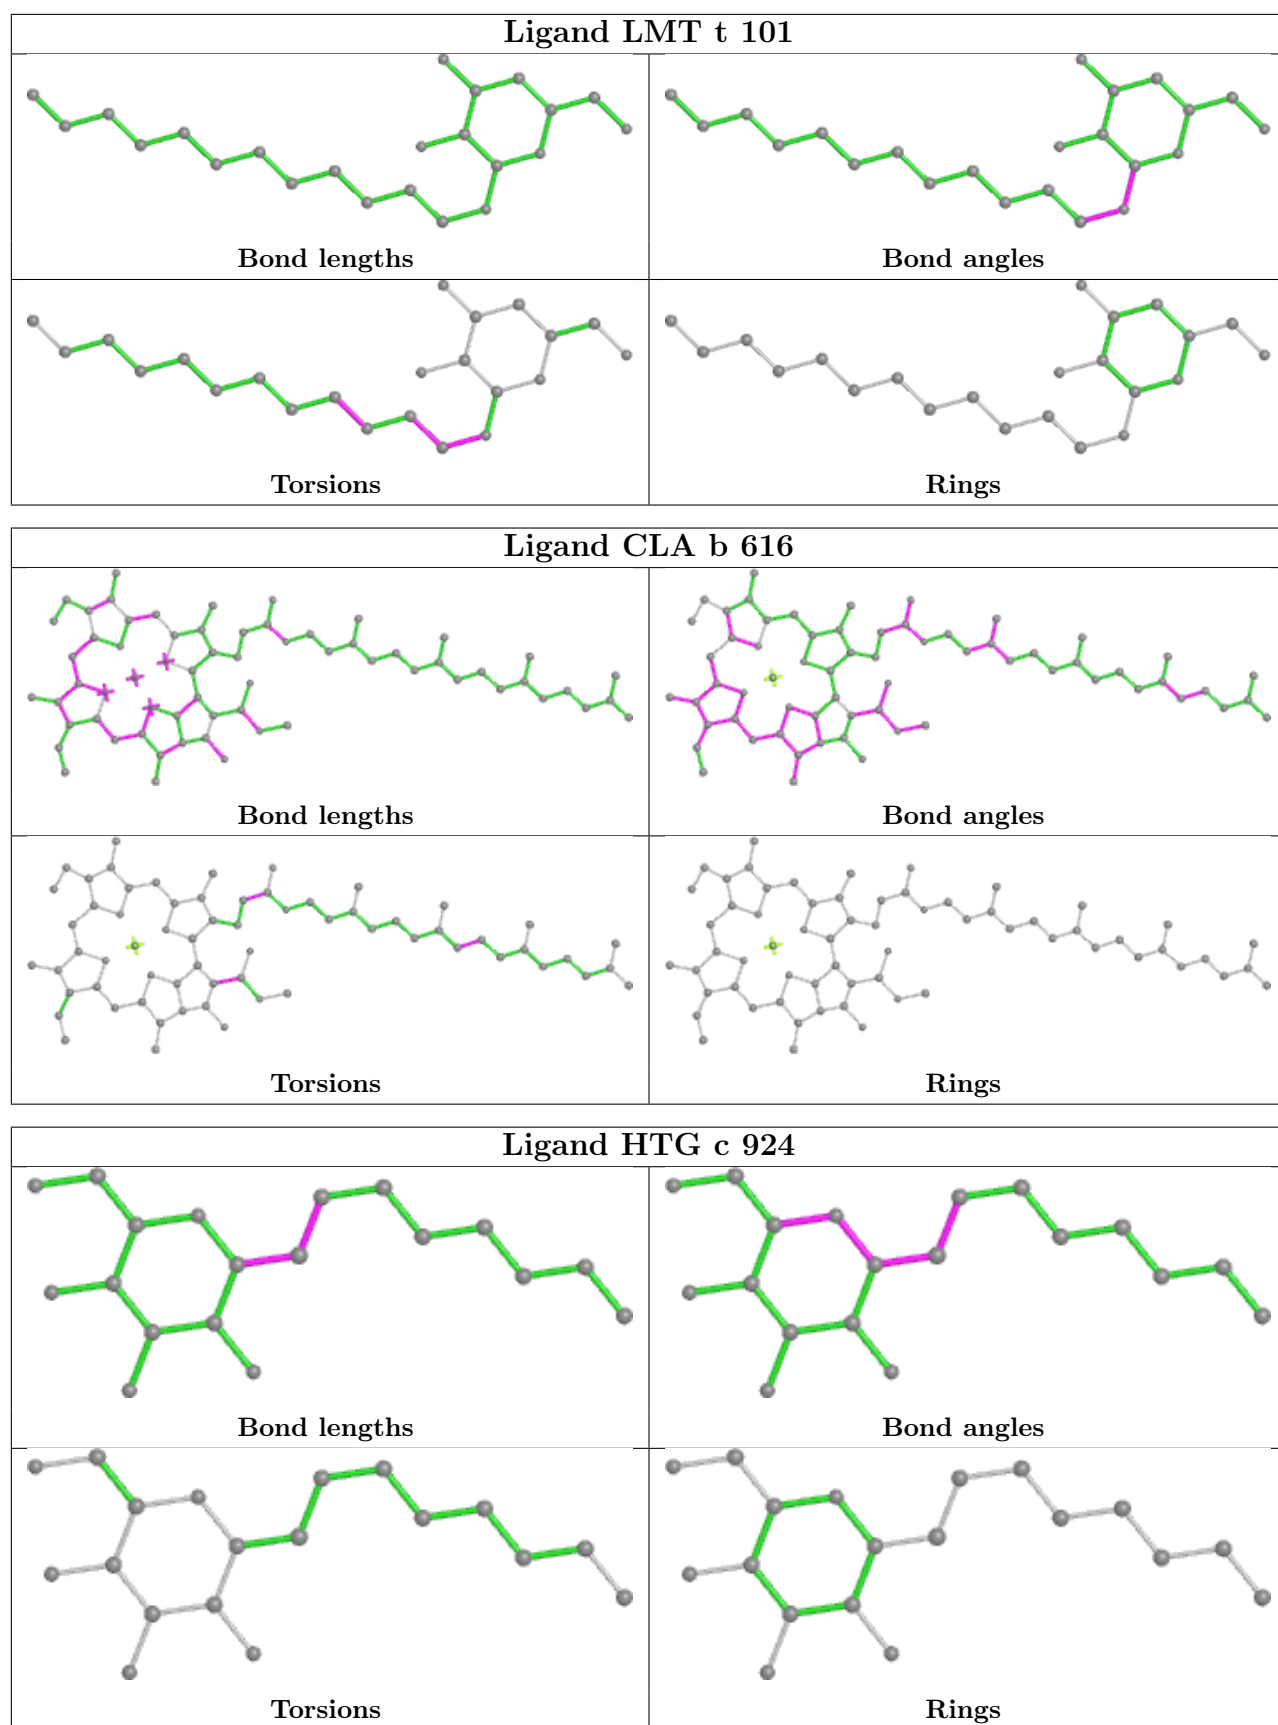 Ligand LMT t 101
Bond lengths
Bond angles
Torsions
Rings
Ligand CLA b 616
Bond lengths
Bond angles
Torsions
Rings
Ligand HTG c 924
Bond lengths
Bond angles
Torsions
Rings